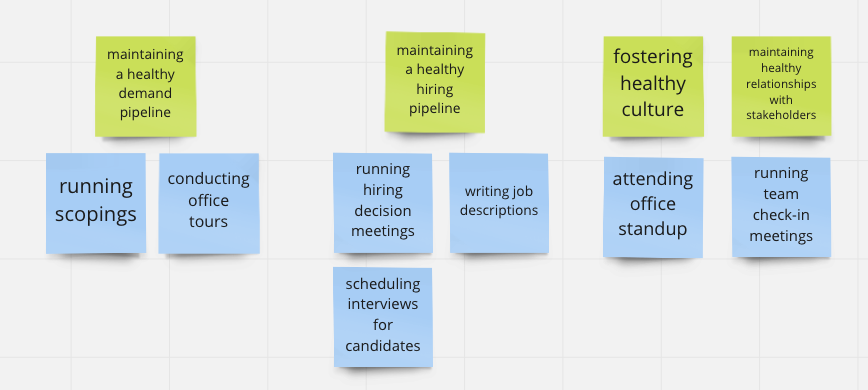 maintaining
a healthy
demand
pipeline
maintaining
a healthy
hiring
pipeline
fostering
healthy
culture
maintaining
healthy
relationships
with
stakeholders
running
scopings
conducting
office
tours
running
hiring
decision
meetings
writing job
descriptions
attending
office
standup
running
team
check-in
meetings
scheduling
interviews
for
candidates